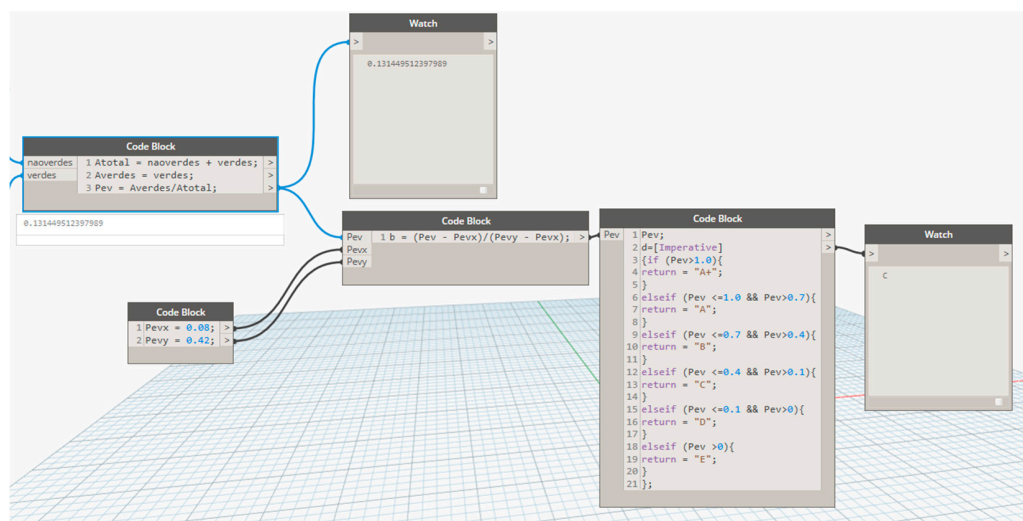 Watch
>
>
0.131449512397989
Code Block
naoverdes 1 Atotal = naoverdes + verdes; >
verdes 2 Averdes = verdes; >
3 Pev = Averdes/Atotal; >
0.131449512397989
Code Block
Pev 1 b = (Pev - Pevx)/(Pevy - Pevx); >
Pevx
Pevy
Code Block
1 Pevx = 0.08; >
2 Pevy = 0.42; >
Code Block
Pev 1 Pev; >
2 d=[Imperative] >
3 {if (Pev>1.0){
4 return = "A+";
5 }
6 elseif (Pev <=1.0 && Pev>0.7){
7 return = "A";
8 }
9 elseif (Pev <=0.7 && Pev>0.4){
10 return = "B";
11 }
12 elseif (Pev <=0.4 && Pev>0.1){
13 return = "C";
14 }
15 elseif (Pev <=0.1 && Pev>0){
16 return = "D";
17 }
18 elseif (Pev >0){
19 return = "E";
20 }
21 };
Watch
>
>
C